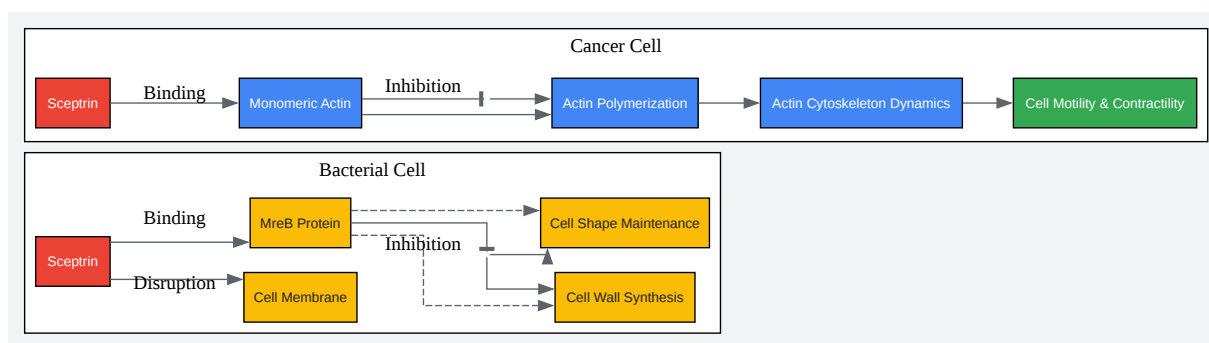 Cancer Cell
Sceptrin
Binding
Monomeric Actin
Inhibition
Actin Polymerization
Actin Cytoskeleton Dynamics
Cell Motility & Contractility
Bacterial Cell
Sceptrin
Binding
Disruption
MreB Protein
Cell Membrane
Inhibition
Cell Shape Maintenance
Cell Wall Synthesis